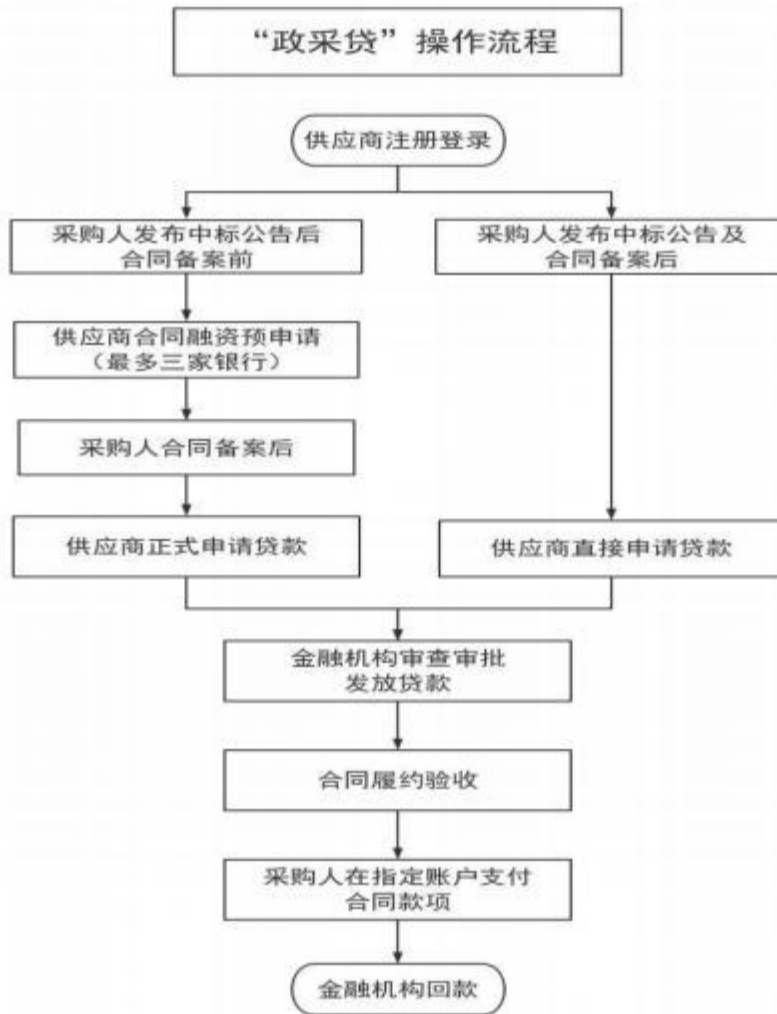 “政采贷”操作流程
供应商注册登录
采购人发布中标公告后
合同备案前
采购人发布中标公告及
合同备案后
供应商合同融资预申请
（最多三家银行）
采购人合同备案后
供应商正式申请贷款
供应商直接申请贷款
金融机构审查审批
发放贷款
合同履约验收
采购人在指定账户支付
合同款项
金融机构回款